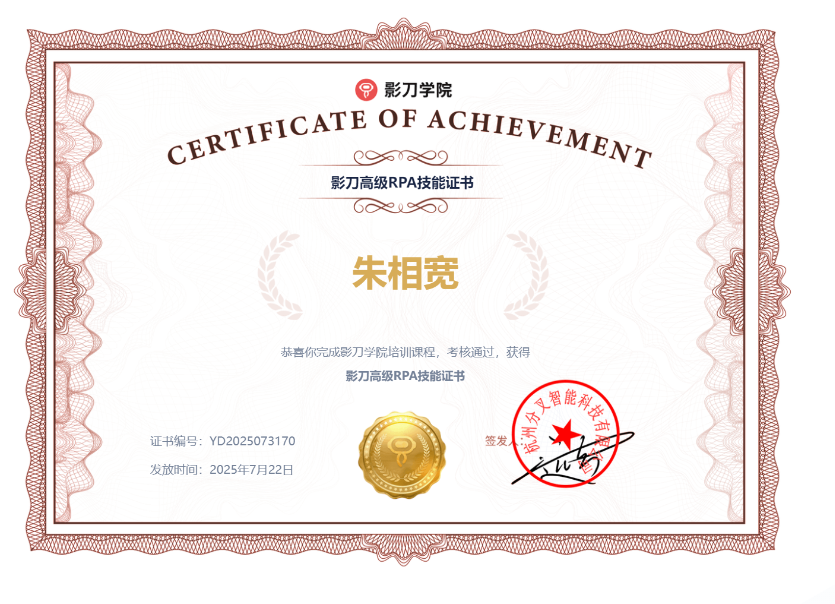 影刀学院
CERTIFICATE OF ACHIEVEMENT
影刀高级RPA技能证书
朱相宽
恭喜你完成影刀学院培训课程，考核通过，获得
影刀高级RPA技能证书
证书编号：YD2025073170
发放时间：2025年7月22日
签发人：
杭州分叉智能科技有限公司